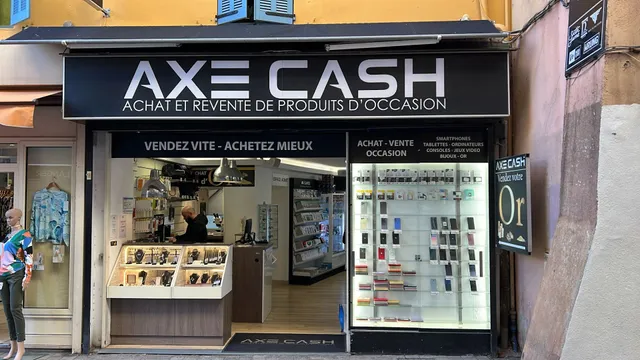 AXE CASH
ACHAT ET REVENTE DE PRODUITS D'OCCASION
VENDEZ VITE - ACHETEZ MIEUX
ACHAT - VENTE
OCCASION
SMARTPHONES
TABLETTES - ORDINATEURS
CONSOLES - JEUX VIDEO
BIJOUX - OR
AXE CASH
Vendez votre
Or
AXE CASH